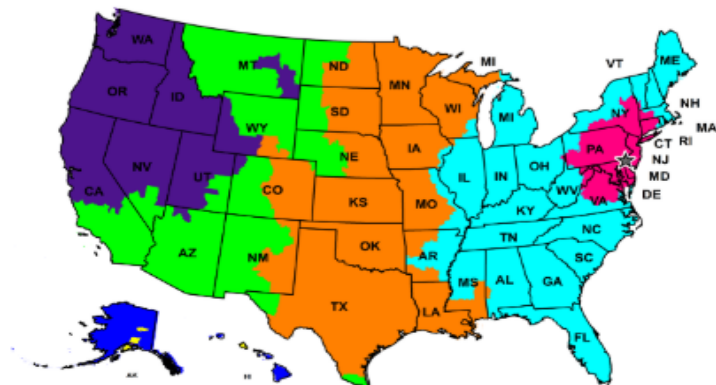 WA
MT
ND
MN
MI
VT
ME
OR
ID
SD
WI
MI
NY
NH
MA
WY
CT
RI
NV
NE
IA
PA
NJ
CA
UT
CO
IL
IN
OH
MD
DE
KS
MO
WV
VA
KY
AZ
NM
OK
AR
TN
NC
TX
LA
MS
AL
GA
SC
FL
AK
HI